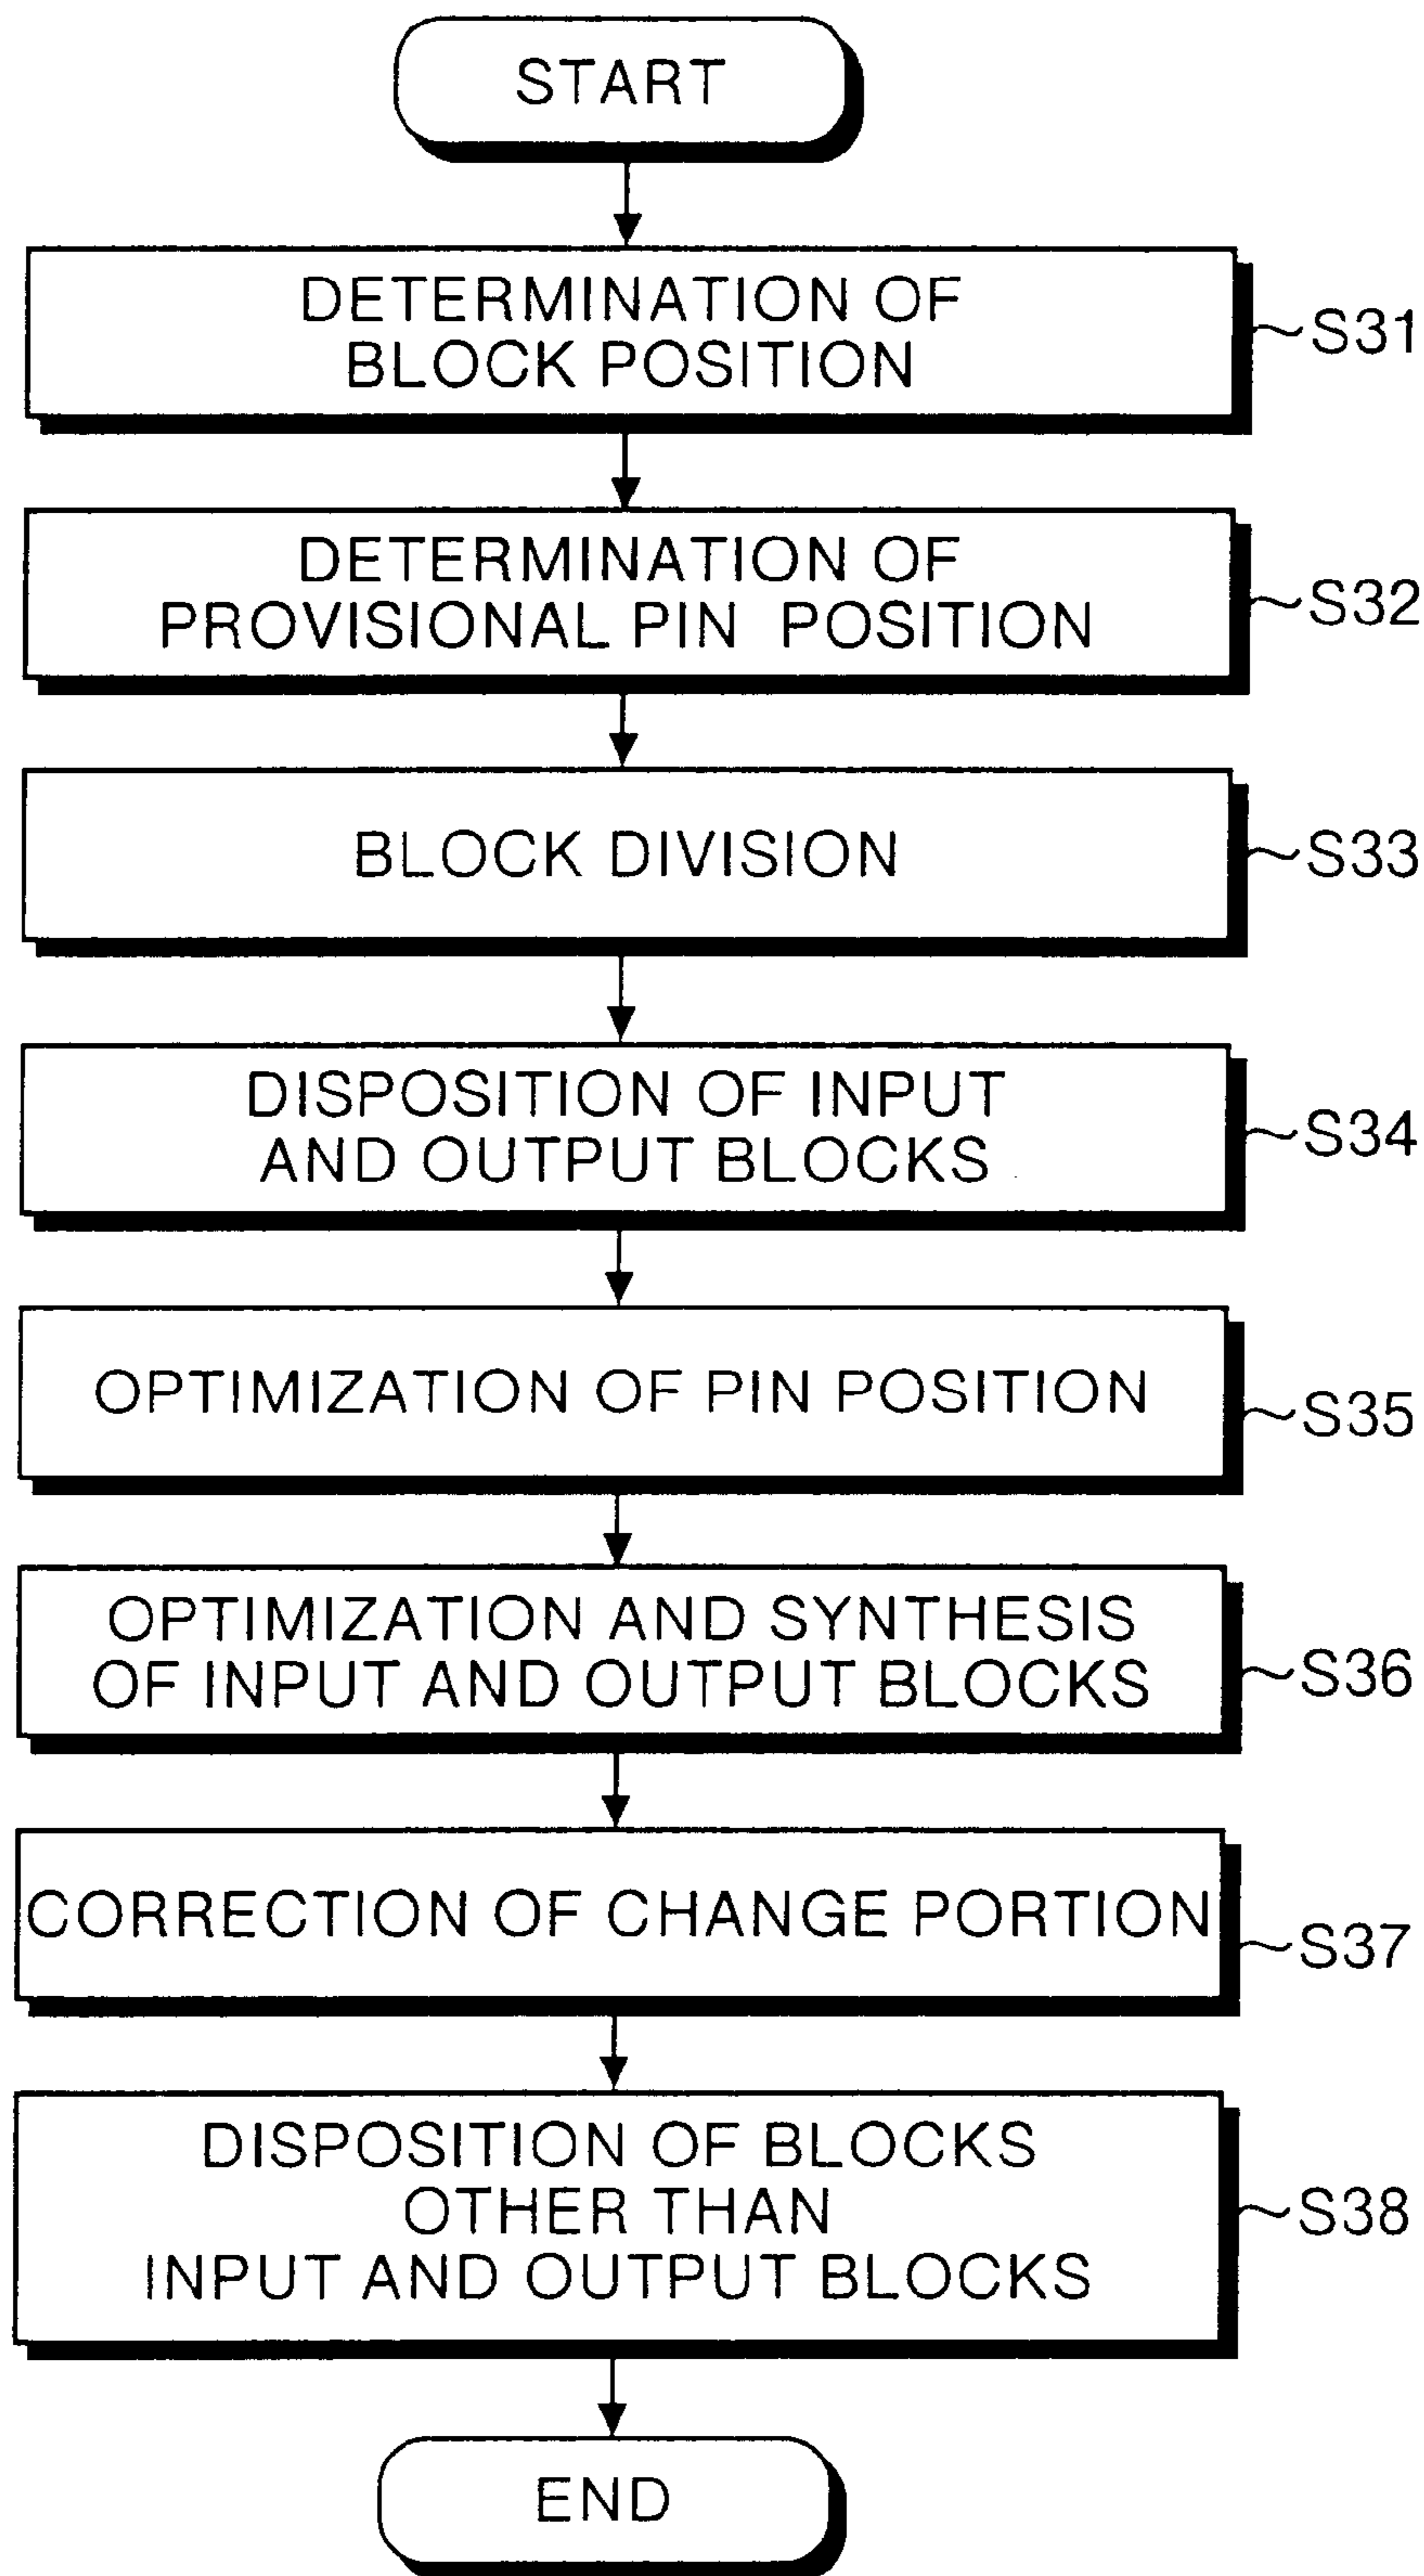 START
DETERMINATION OF
BLOCK POSITION
S31
DETERMINATION OF
PROVISIONAL PIN POSITION
S32
BLOCK DIVISION
S33
DISPOSITION OF INPUT
AND OUTPUT BLOCKS
S34
OPTIMIZATION OF PIN POSITION
S35
OPTIMIZATION AND SYNTHESIS
OF INPUT AND OUTPUT BLOCKS
S36
CORRECTION OF CHANGE PORTION
S37
DISPOSITION OF BLOCKS
OTHER THAN
INPUT AND OUTPUT BLOCKS
S38
END